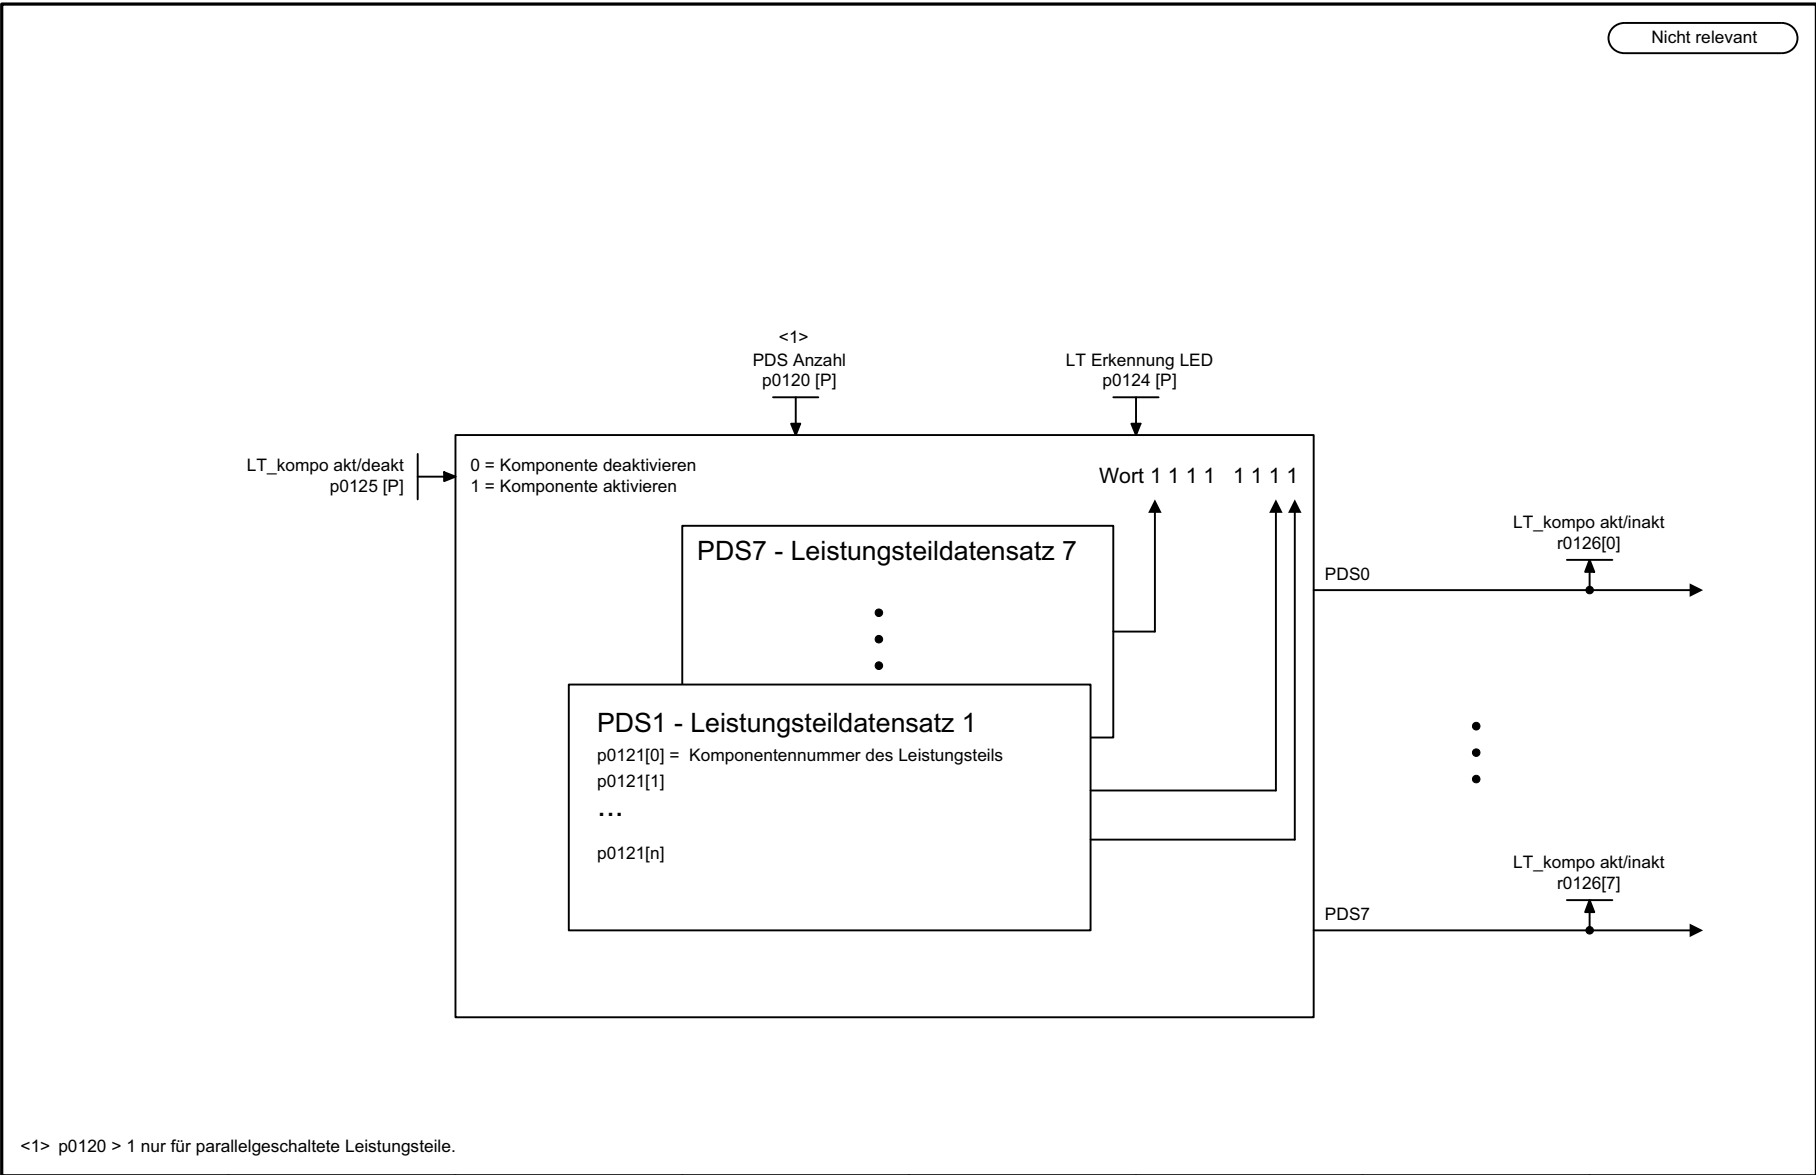 Nicht relevant
<1>
PDS Anzahl
p0120 [P]
LT Erkennung LED
p0124 [P]
LT_kompo akt/deakt
p0125 [P]
0 = Komponente deaktivieren
1 = Komponente aktivieren
Wort 1 1 1 1 1 1 1 1
PDS7 - Leistungsteildatensatz 7
PDS1 - Leistungsteildatensatz 1
p0121[0] = Komponentennummer des Leistungsteils
p0121[1]
...
p0121[n]
LT_kompo akt/inakt
r0126[0]
PDS0
LT_kompo akt/inakt
r0126[7]
PDS7
<1> p0120 > 1 nur für parallelgeschaltete Leistungsteile.